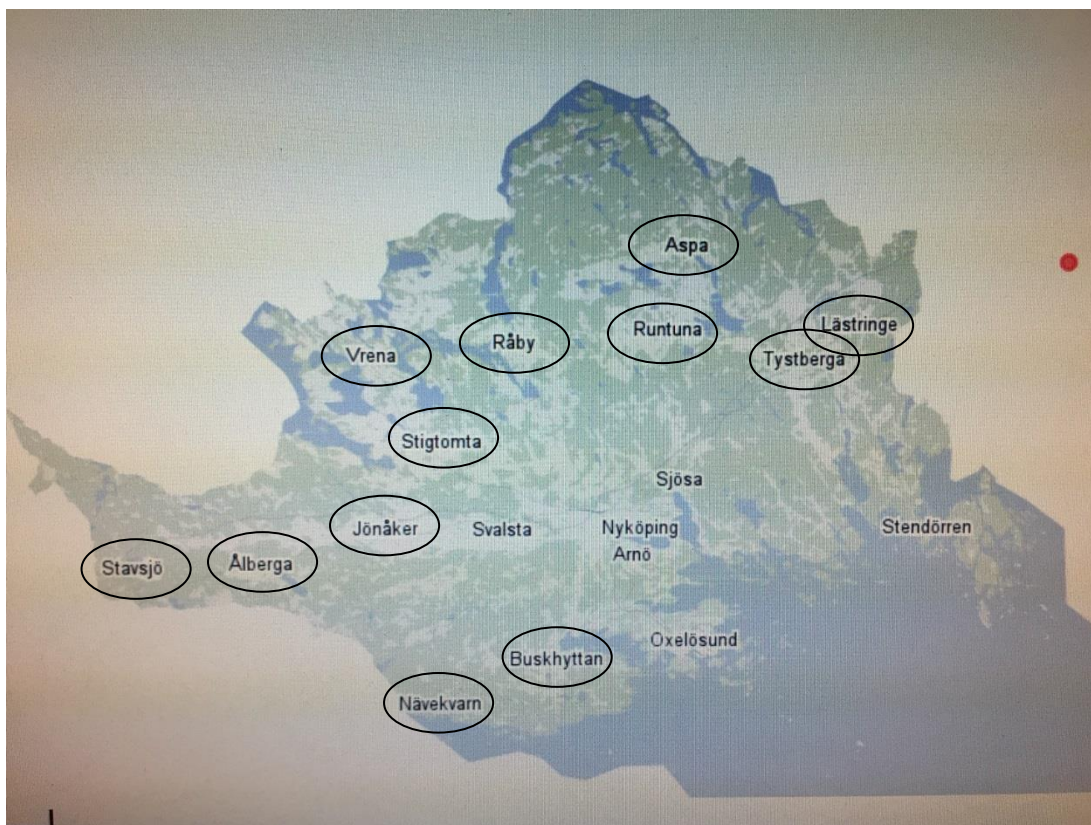 Aspa
Lästringe
Runtuna
Råby
Vrena
Tystberga
Stigtomta
Sjösa
Jönåker
Svalsta
Nyköping
Stendörren
Arnö
Ålberga
Stavsjö
Oxelösund
Buskhyttan
Nävekvarn